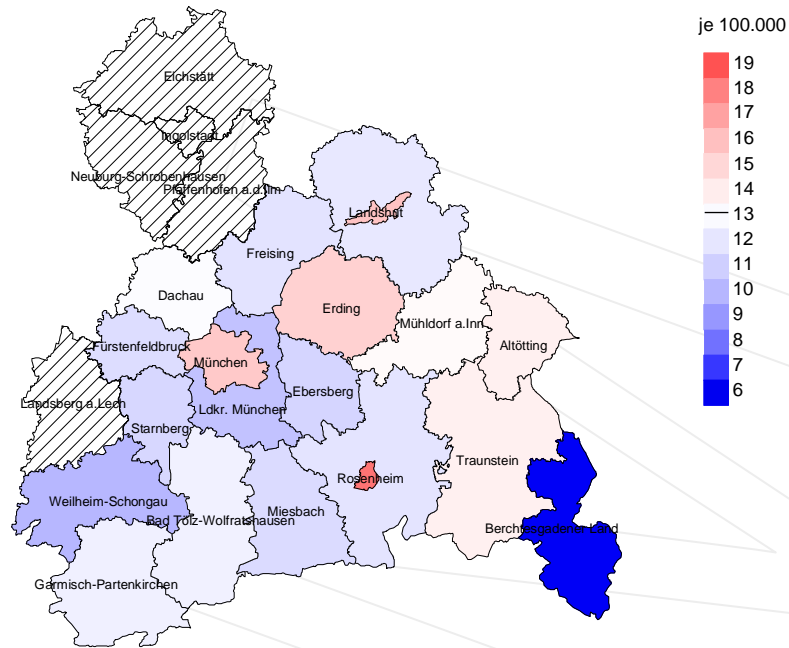 je 100.000
19
18
17
16
15
14
13
12
11
10
9
8
7
6
Eichstätt
Ingolstadt
Neuburg-Schrobenhausen
Pfaffenhofen a.d.Ilm
Landshut
Freising
Dachau
Erding
Mühldorf a.Inn
Altötting
Fürstenfeldbruck
München
Ebersberg
Landsberg a.Lech
Ldkr. München
Starnberg
Traunstein
Rosenheim
Weilheim-Schongau
Miesbach
Bad Tölz-Wolfratshausen
Berchtesgadener Land
Garmisch-Partenkirchen